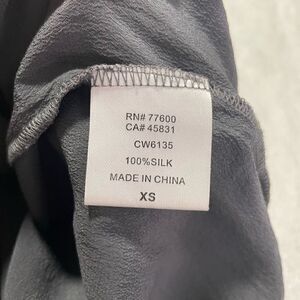 RN# 77600
CA# 45831
CW6135
100%SILK
MADE IN CHINA
XS